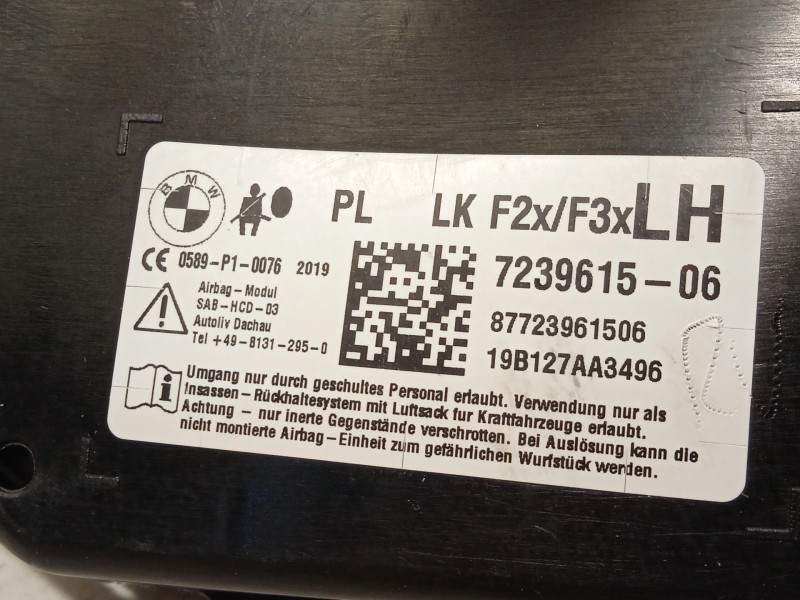 BMW PL LK F2x/F3x LH
CE 0589-P1-0076 2019
7239615-06
Airbag-Modul
SAB-HCD-03
Autoliv Dachau
Tel +49-8131-295-0
87723961506
19B127AA3496
Umgang nur durch geschultes Personal erlaubt. Verwendung nur als
Insassen-Rückhaltesystem mit Luftsack für Kraftfahrzeuge erlaubt.
Achtung - nur inerte Gegenstände verschrotten. Bei Auslösung kann die
nicht montierte Airbag-Einheit zum gefährlichen Wurfstück werden.